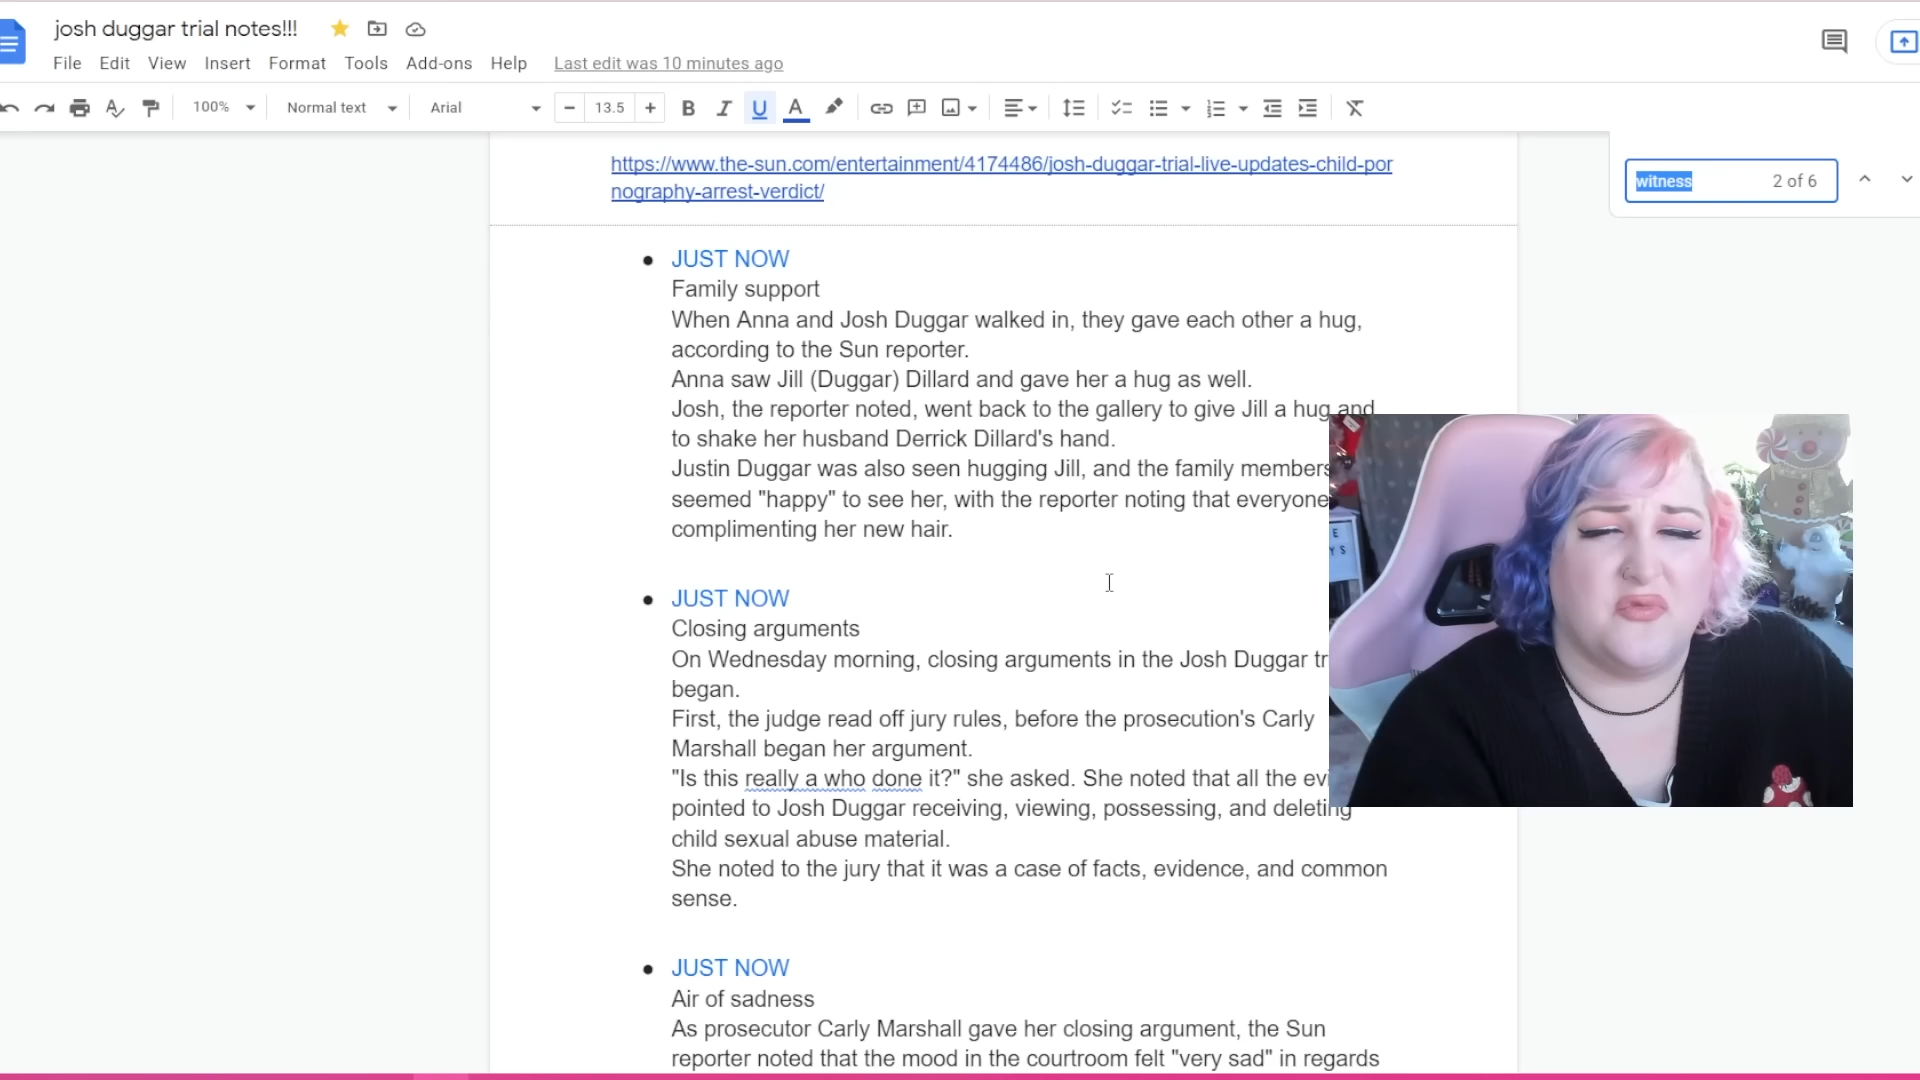 josh duggar trial notes!!!
File Edit View Insert Format Tools Add-ons Help Last edit was 10 minutes ago
100% Normal text Arial 13.5 B I U A
https://www.the-sun.com/entertainment/4174486/josh-duggar-trial-live-updates-child-por
nography-arrest-verdict/
witness 2 of 6
JUST NOW
Family support
When Anna and Josh Duggar walked in, they gave each other a hug,
according to the Sun reporter.
Anna saw Jill (Duggar) Dillard and gave her a hug as well.
Josh, the reporter noted, went back to the gallery to give Jill a hug and
to shake her husband Derrick Dillard's hand.
Justin Duggar was also seen hugging Jill, and the family members
seemed "happy" to see her, with the reporter noting that everyone
complimenting her new hair.
JUST NOW
Closing arguments
On Wednesday morning, closing arguments in the Josh Duggar tr
began.
First, the judge read off jury rules, before the prosecution's Carly
Marshall began her argument.
"Is this really a who done it?" she asked. She noted that all the evi
pointed to Josh Duggar receiving, viewing, possessing, and deleting
child sexual abuse material.
She noted to the jury that it was a case of facts, evidence, and common
sense.
JUST NOW
Air of sadness
As prosecutor Carly Marshall gave her closing argument, the Sun
reporter noted that the mood in the courtroom felt "very sad" in regards